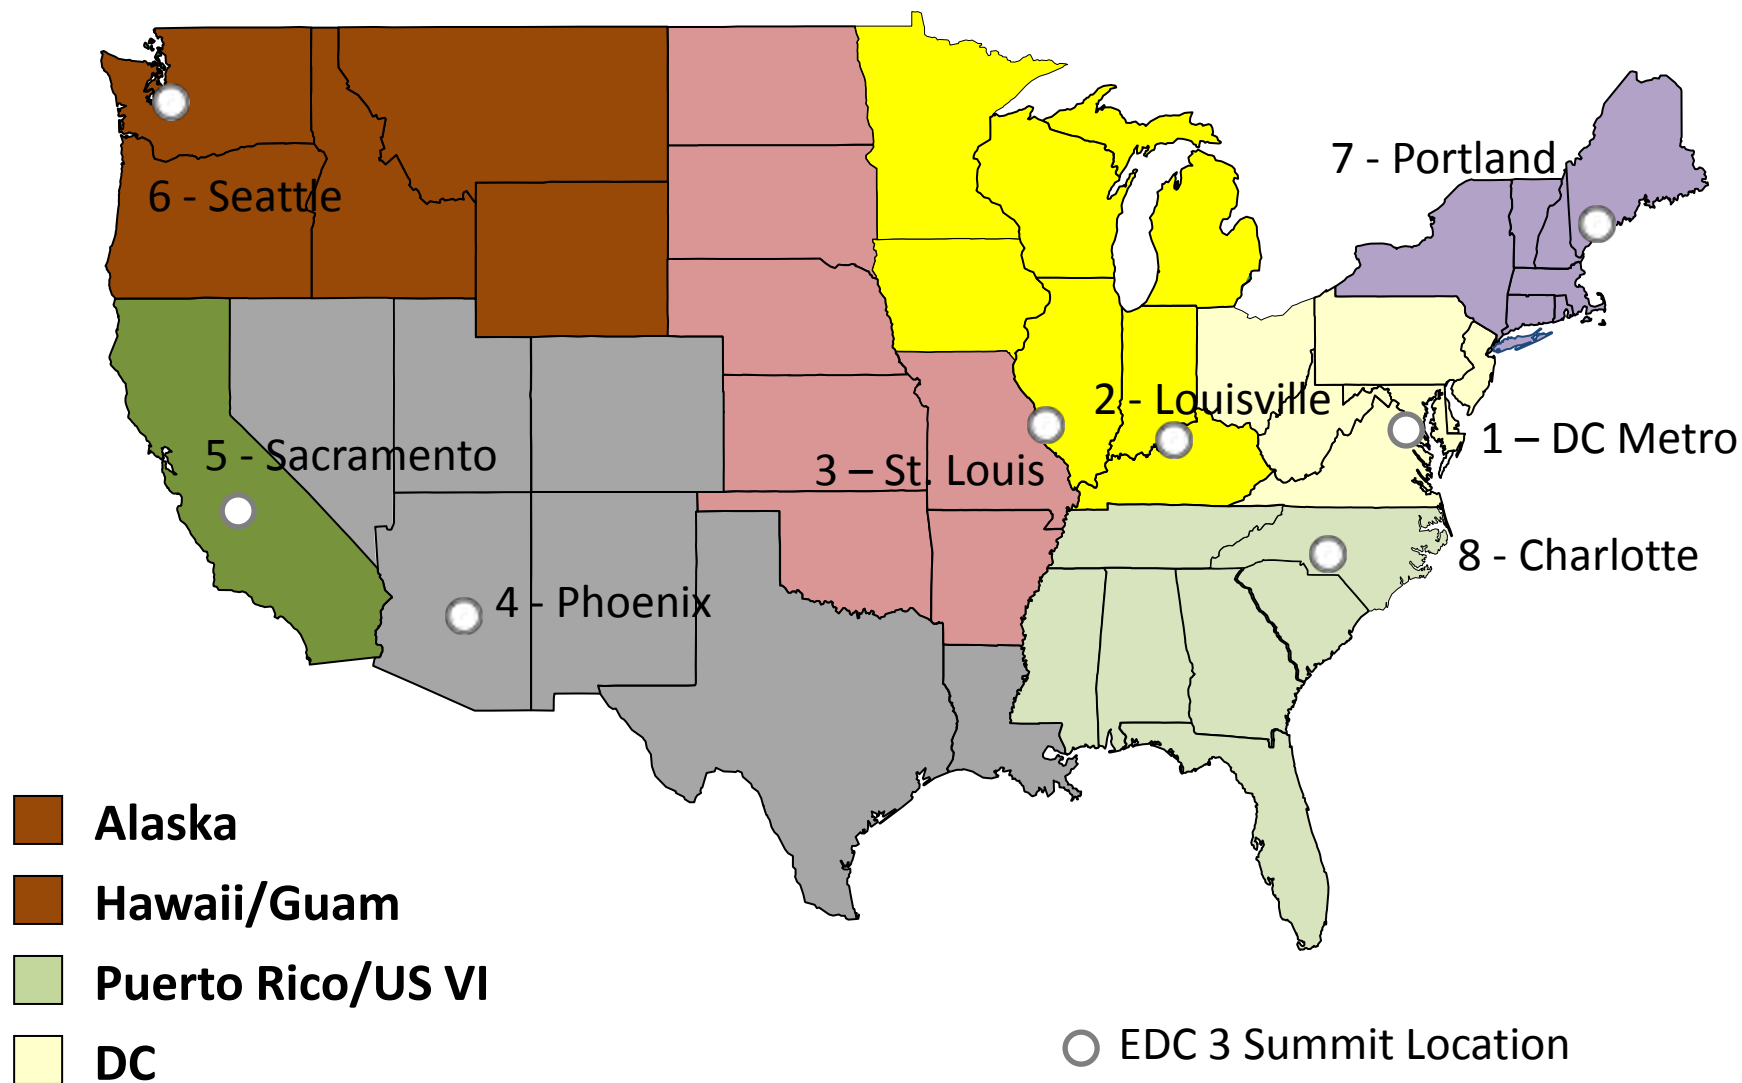 7 - Portland
6 - Seattle
2 - Louisville
5 - Sacramento
1 – DC Metro
3 – St. Louis
8 - Charlotte
4 - Phoenix
Alaska
Hawaii/Guam
Puerto Rico/US VI
DC
EDC 3 Summit Location